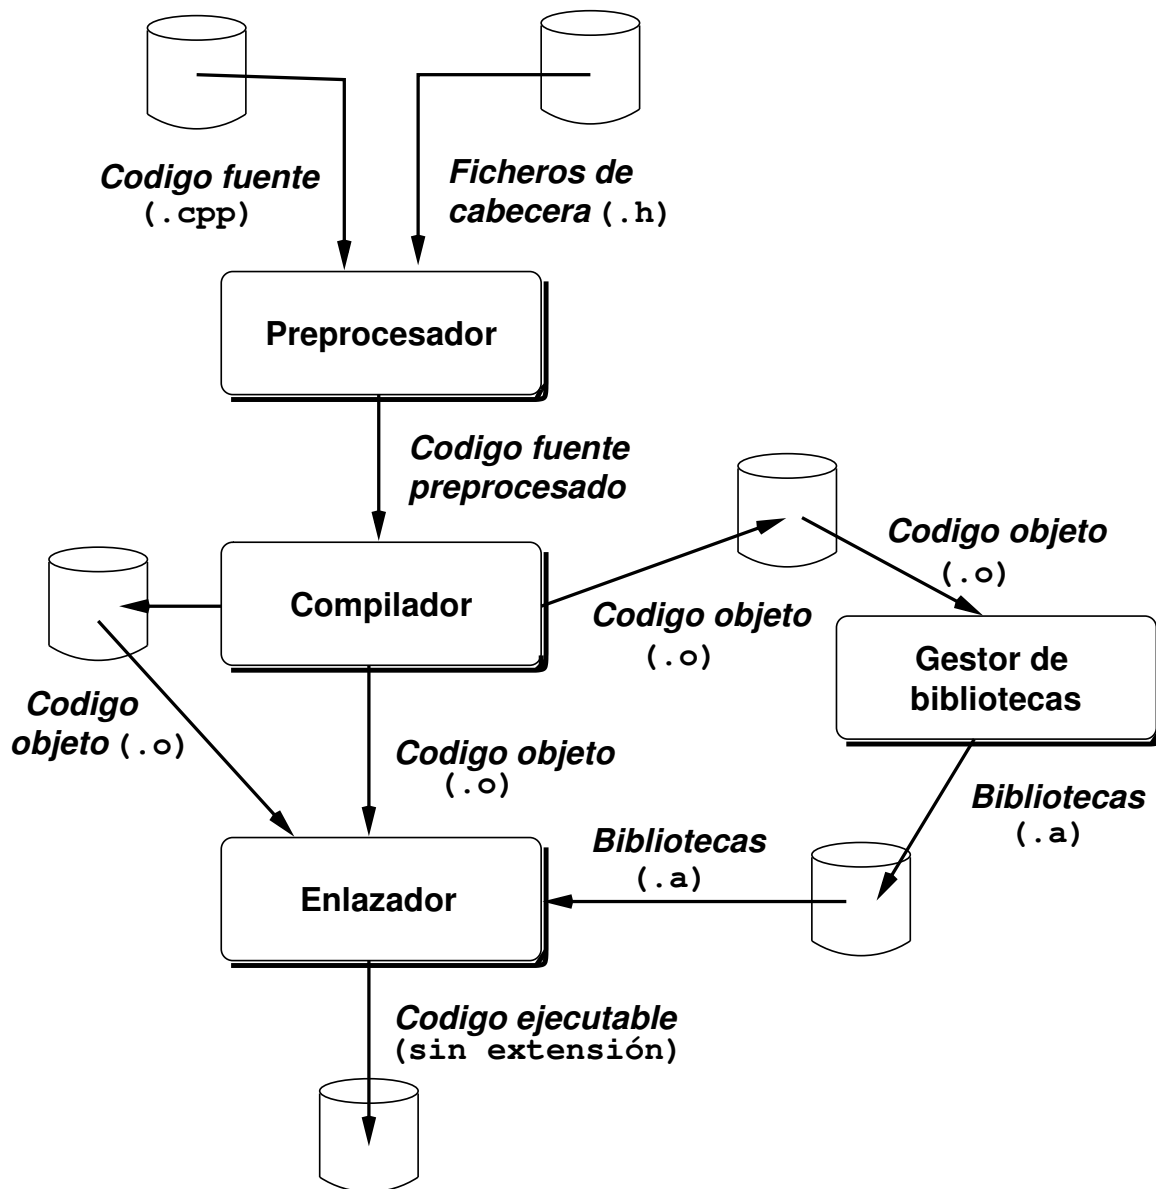 Codigo fuente
(.cpp)
Ficheros de
cabecera (.h)
Preprocesador
Codigo fuente
preprocesado
Compilador
Codigo objeto
(.o)
Codigo objeto
(.o)
Gestor de
bibliotecas
Codigo
objeto (.o)
Codigo objeto
(.o)
Bibliotecas
(.a)
Bibliotecas
(.a)
Enlazador
Codigo ejecutable
(sin extensión)